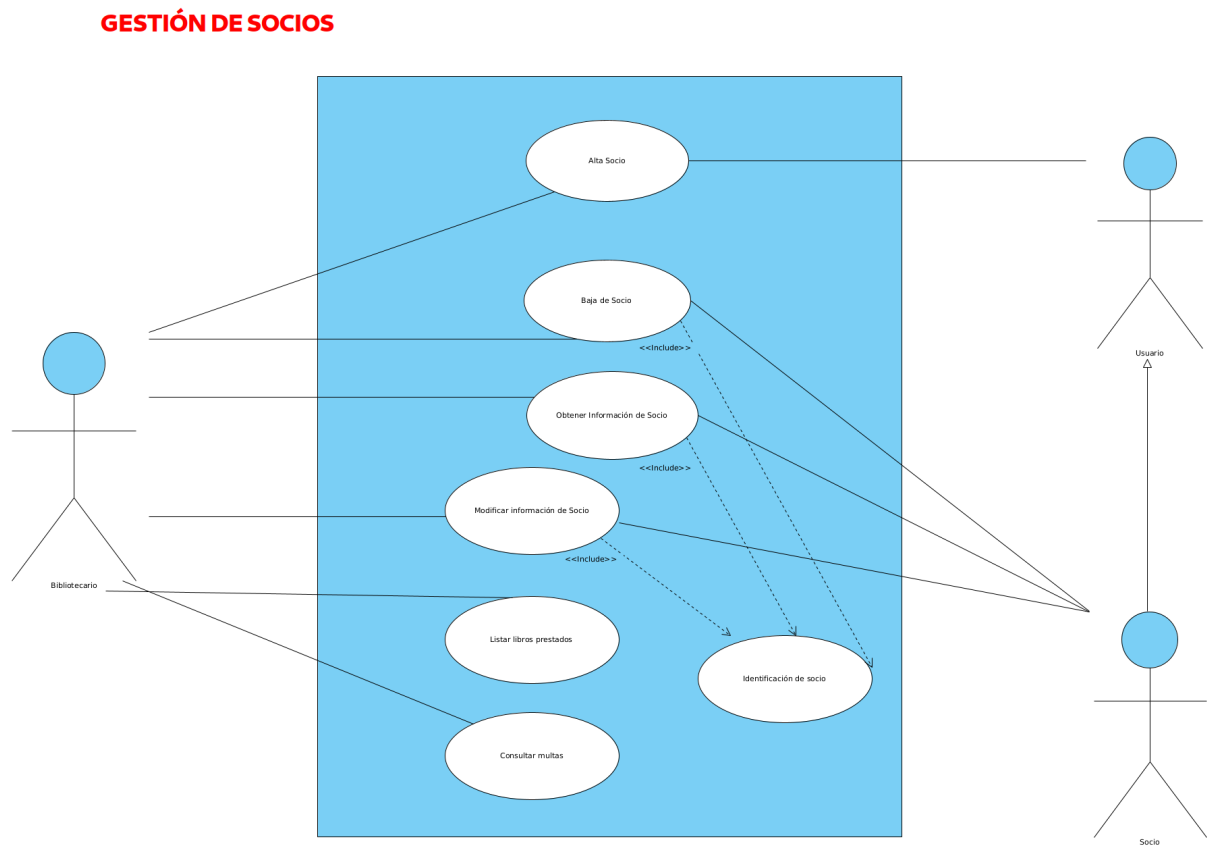 GESTIÓN DE SOCIOS
Alta Socio
Baja de Socio
<<Include>>
Usuario
Obtener Información de Socio
<<Include>>
Modificar información de Socio
<<Include>>
Bibliotecario
Listar libros prestados
Identificación de socio
Consultar multas
Socio